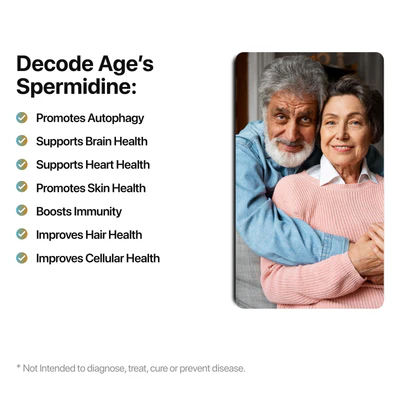 Decode Age's
Spermidine:
Promotes Autophagy
Supports Brain Health
Supports Heart Health
Promotes Skin Health
Boosts Immunity
Improves Hair Health
Improves Cellular Health
* Not Intended to diagnose, treat, cure or prevent disease.